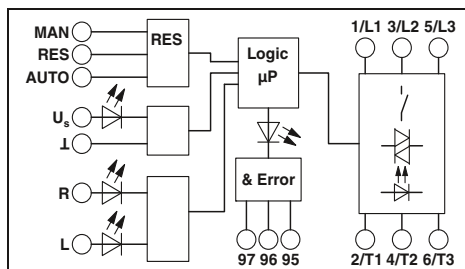 MAN
RES
AUTO
RES
Logic
µP
1/L1 3/L2 5/L3
Us
⊥
R
L
& Error
97 96 95
2/T1 4/T2 6/T3